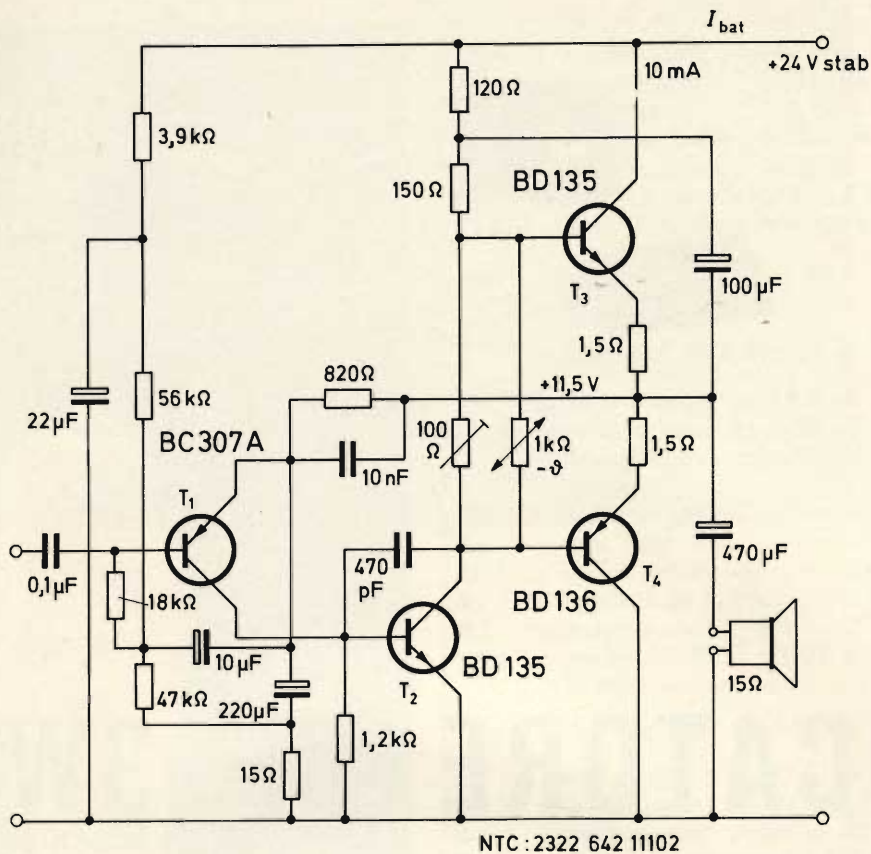 I bat
+24 V stab
10 mA
120 Ω
3,9 kΩ
150 Ω
BD135
T3
100 µF
1,5 Ω
820 Ω
+11,5 V
22 µF
56 kΩ
BC307A
10 nF
100
Ω
1 kΩ
-ϑ
1,5 Ω
T1
470
pF
470 µF
0,1 µF
T4
18 kΩ
BD136
10 µF
BD135
T2
15 Ω
47 kΩ
220 µF
1,2 kΩ
15 Ω
NTC : 2322 642 11102